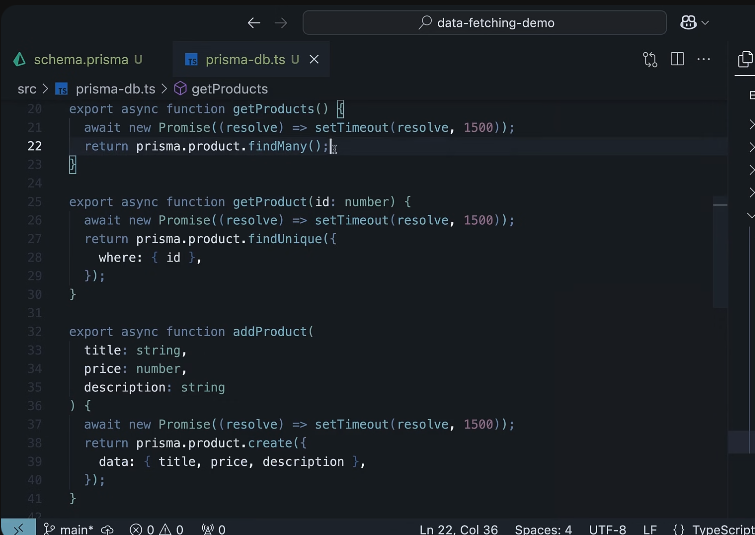 data-fetching-demo
schema.prisma U
TS prisma-db.ts U
src > TS prisma-db.ts > getProducts
20 export async function getProducts() {
21 await new Promise((resolve) => setTimeout(resolve, 1500));
22 return prisma.product.findMany();
23 }
24
25 export async function getProduct(id: number) {
26 await new Promise((resolve) => setTimeout(resolve, 1500));
27 return prisma.product.findUnique({
28 where: { id },
29 });
30 }
31
32 export async function addProduct(
33 title: string,
34 price: number,
35 description: string
36 ) {
37 await new Promise((resolve) => setTimeout(resolve, 1500));
38 return prisma.product.create({
39 data: { title, price, description },
40 });
41 }
42
main* 0 0 0 Ln 22, Col 36 Spaces: 4 UTF-8 LF {} TypeScript